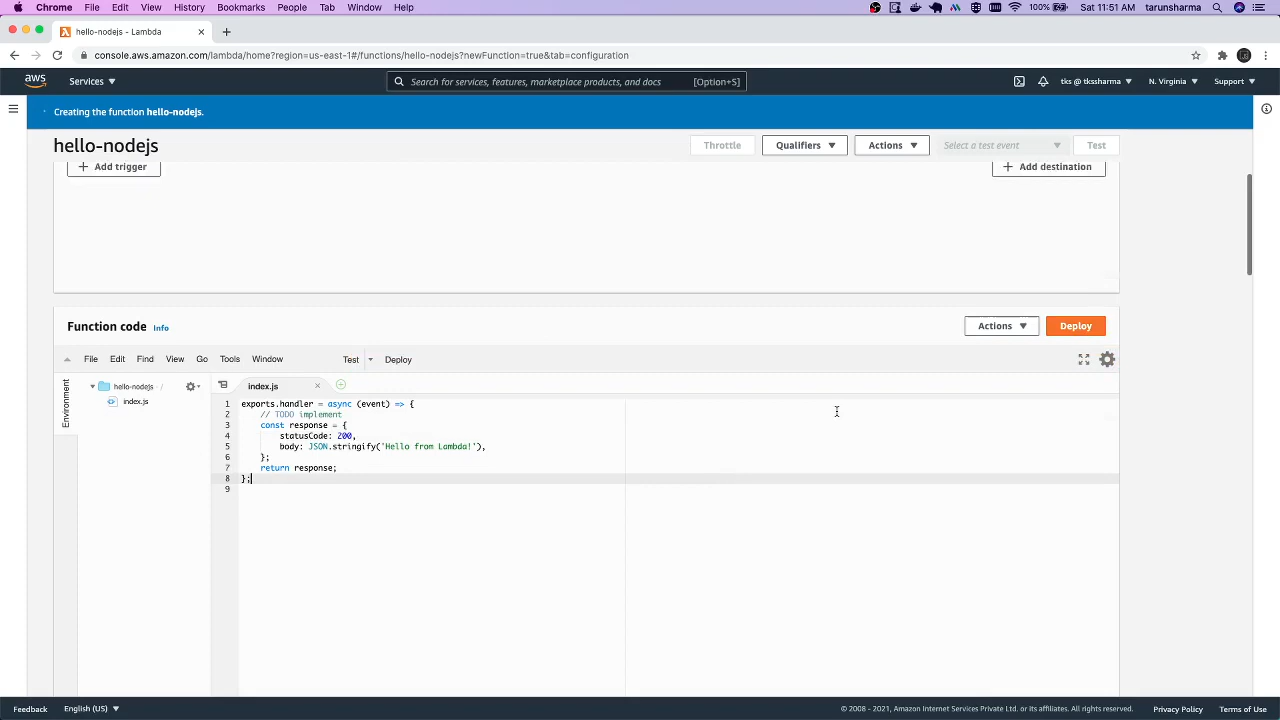 Chrome File Edit View History Bookmarks People Tab Window Help 100% Sat 11:51 AM tarunsharma
hello-nodejs - Lambda
console.aws.amazon.com/lambda/home?region=us-east-1#/functions/hello-nodejs?newFunction=true&tab=configuration
aws Services Search for services, features, marketplace products, and docs [Option+S] tks @ tkssharma N. Virginia Support
Creating the function hello-nodejs.
hello-nodejs Throttle Qualifiers Actions Select a test event Test
Add trigger Add destination
Function code Info Actions Deploy
File Edit Find View Go Tools Window Test Deploy
Environment
hello-nodejs /
index.js
index.js
1 exports.handler = async (event) => {
2 // TODO implement
3 const response = {
4 statusCode: 200,
5 body: JSON.stringify('Hello from Lambda!'),
6 };
7 return response;
8 };
9
Feedback English (US) © 2008 - 2021, Amazon Internet Services Private Ltd. or its affiliates. All rights reserved. Privacy Policy Terms of Use